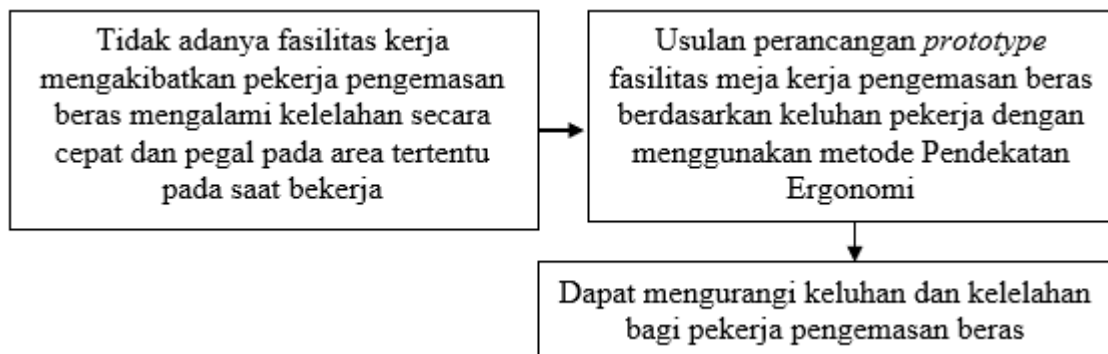 Tidak adanya fasilitas kerja
mengakibatkan pekerja pengemasan
beras mengalami kelelahan secara
cepat dan pegal pada area tertentu
pada saat bekerja
Usulan perancangan prototype
fasilitas meja kerja pengemasan beras
berdasarkan keluhan pekerja dengan
menggunakan metode Pendekatan
Ergonomi
Dapat mengurangi keluhan dan kelelahan
bagi pekerja pengemasan beras